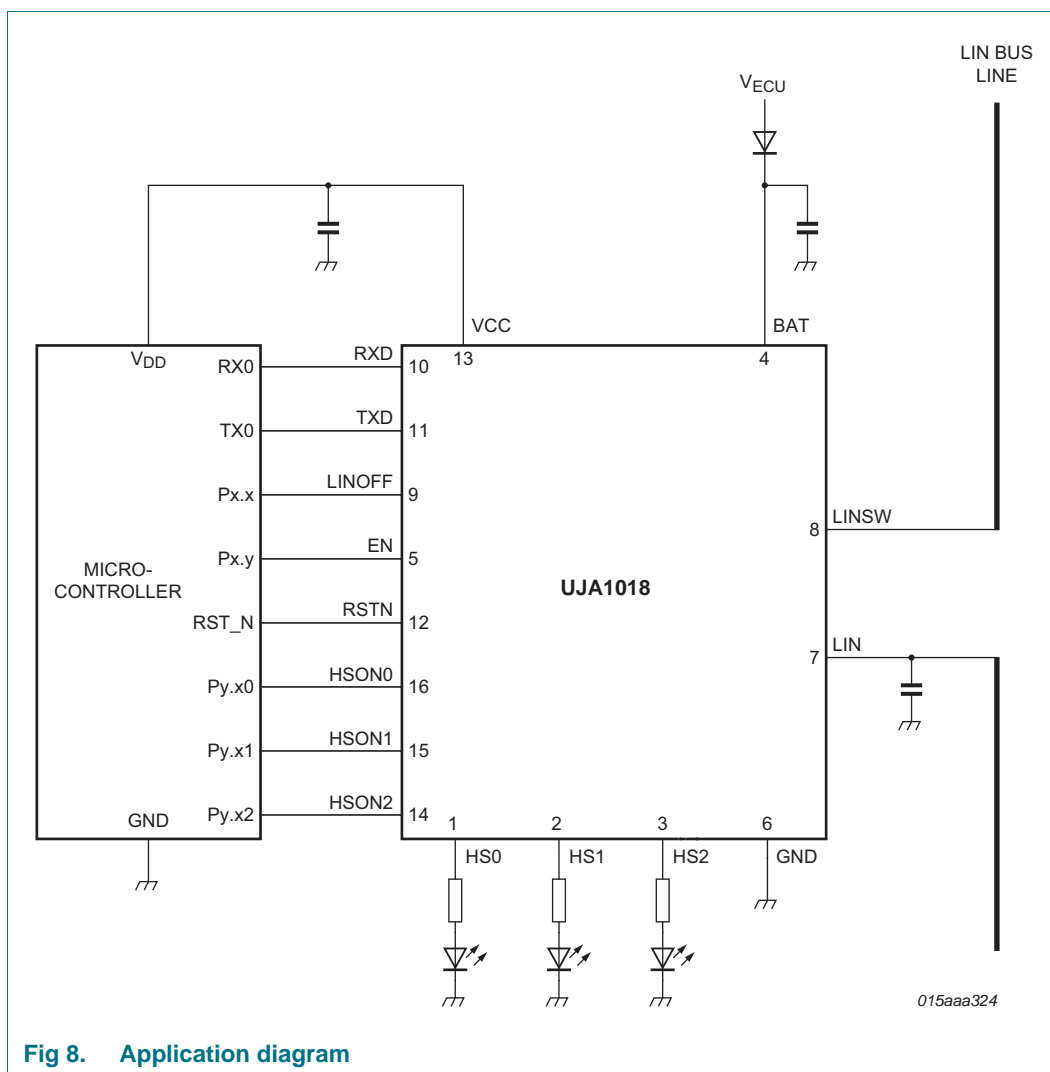 LIN BUS
LINE
VECU
VCC
BAT
VDD
13
4
RX0
RXD
10
TX0
TXD
11
Px.x
LINOFF
9
8
LINSW
Px.y
EN
5
MICRO-
CONTROLLER
UJA1018
RST_N
RSTN
12
7
LIN
Py.x0
HSON0
16
Py.x1
HSON1
15
Py.x2
HSON2
14
GND
1
2
3
6
HS0
HS1
HS2
GND
015aaa324
Fig 8. Application diagram